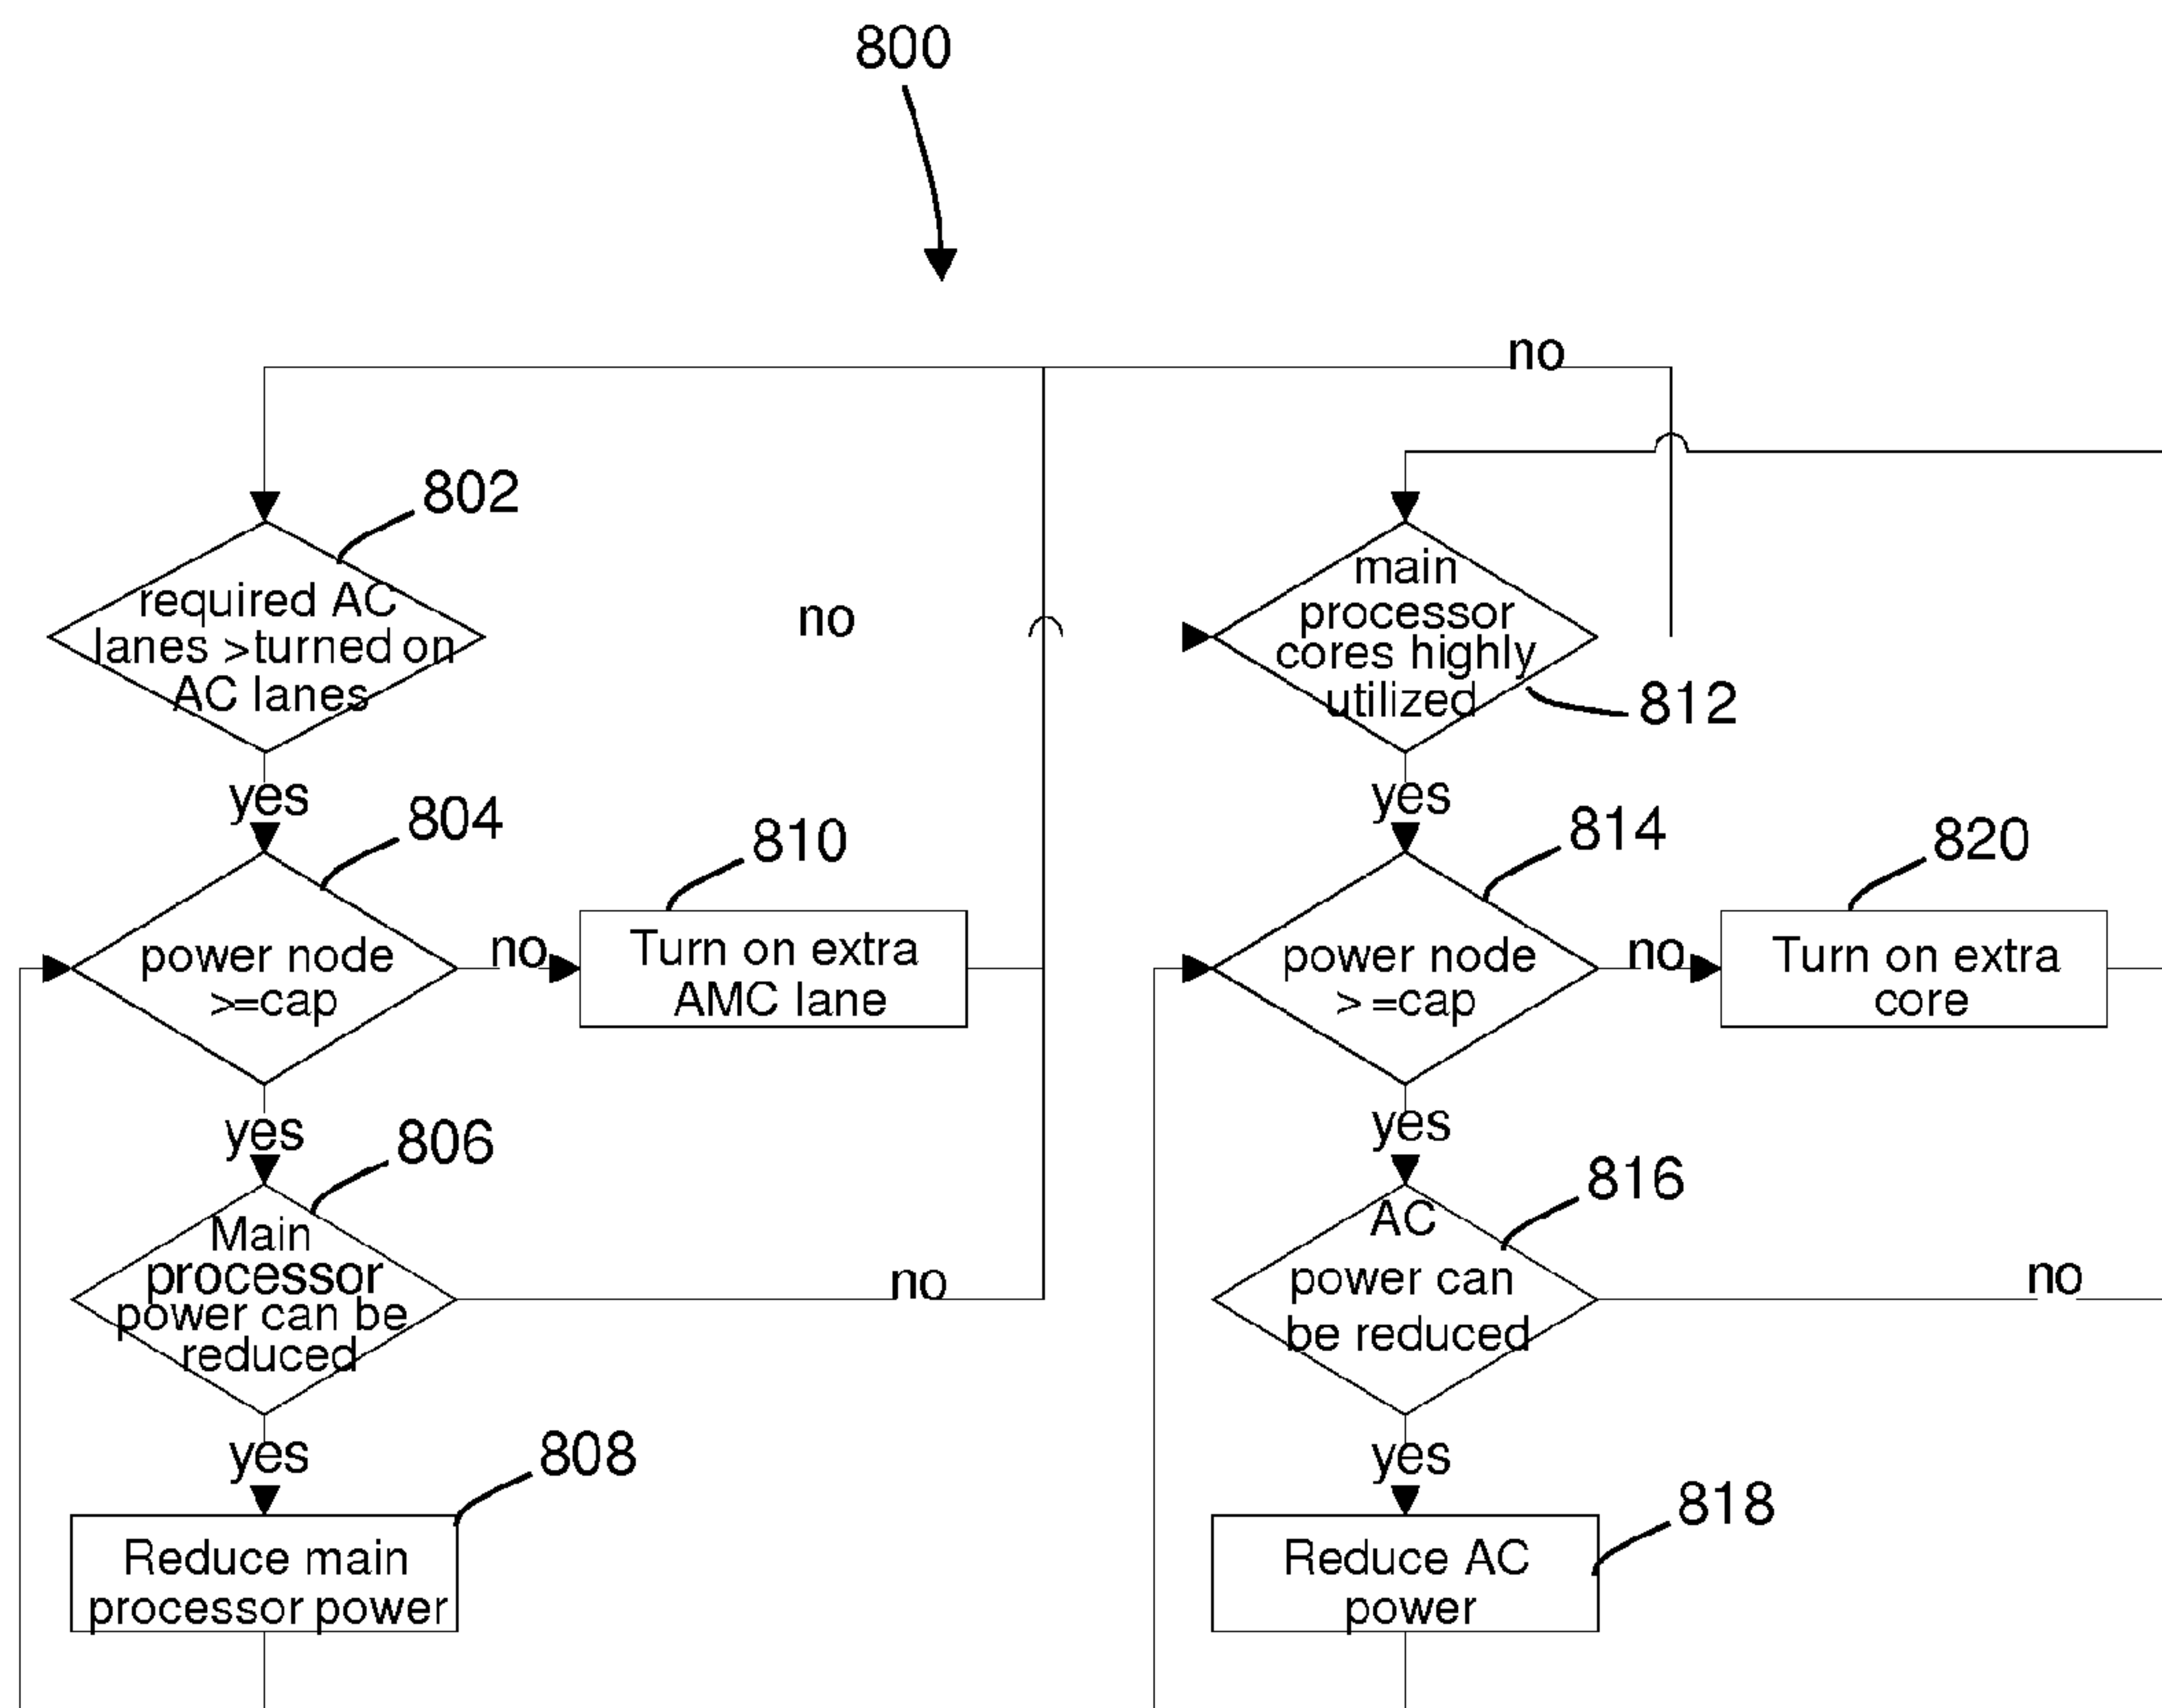 800
no
802
required AC
lanes >turned on
AC lanes
no
main
processor
cores highly
utilized
812
yes
804
810
yes
814
820
power node
>=cap
no
Turn on extra
AMC lane
power node
> =cap
no
Turn on extra
core
yes
806
yes
816
Main
processor
power can be
reduced
no
AC
power can
be reduced
no
yes
808
yes
818
Reduce main
processor power
Reduce AC
power